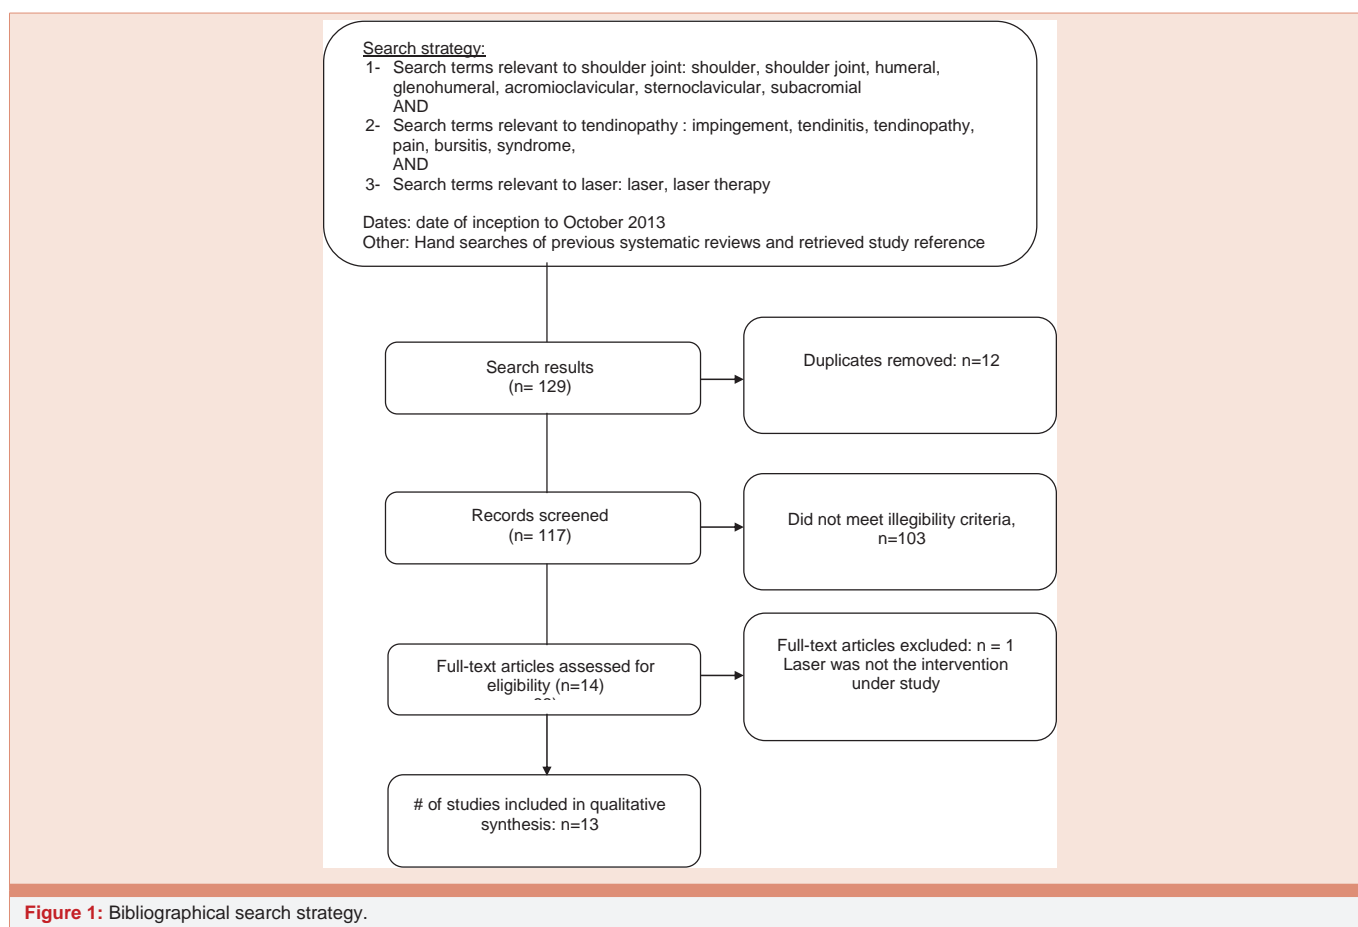 Search strategy:
1- Search terms relevant to shoulder joint: shoulder, shoulder joint, humeral,
glenohumeral, acromioclavicular, sternoclavicular, subacromial
AND
2- Search terms relevant to tendinopathy : impingement, tendinitis, tendinopathy,
pain, bursitis, syndrome,
AND
3- Search terms relevant to laser: laser, laser therapy
Dates: date of inception to October 2013
Other: Hand searches of previous systematic reviews and retrieved study reference
Search results
(n= 129)
Duplicates removed: n=12
Records screened
(n= 117)
Did not meet illegibility criteria,
n=103
Full-text articles assessed for
eligibility (n=14)
Full-text articles excluded: n = 1
Laser was not the intervention
under study
# of studies included in qualitative
synthesis: n=13
Figure 1: Bibliographical search strategy.